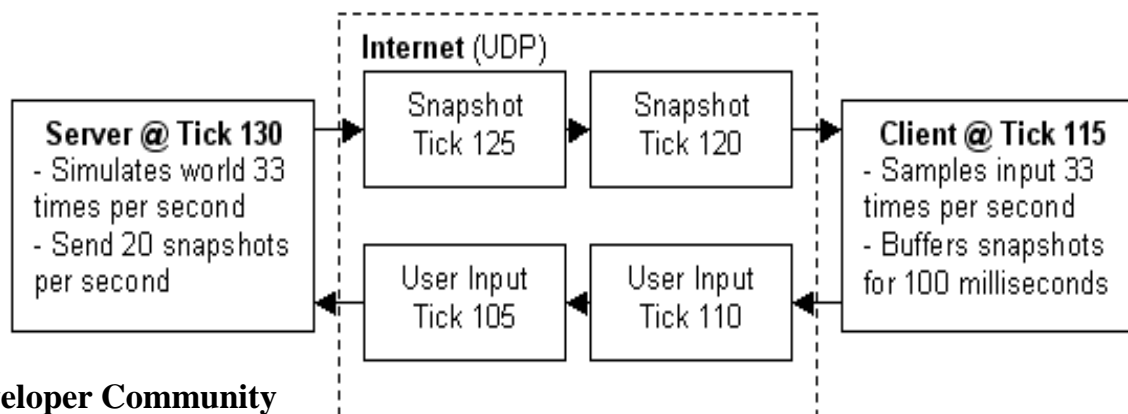 Internet (UDP)
Server @ Tick 130
- Simulates world 33
times per second
- Send 20 snapshots
per second
Snapshot
Tick 125
Snapshot
Tick 120
User Input
Tick 105
User Input
Tick 110
Client @ Tick 115
- Samples input 33
times per second
- Buffers snapshots
for 100 milliseconds
eloper Community